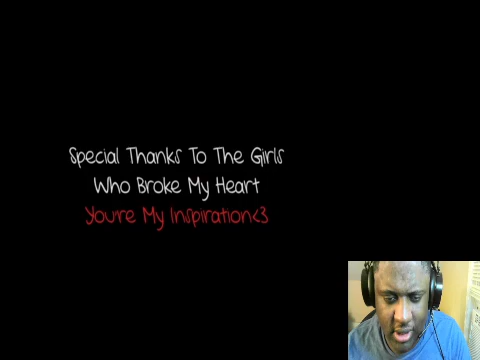 Special Thanks To The Girls
Who Broke My Heart
You're My Inspiration<3